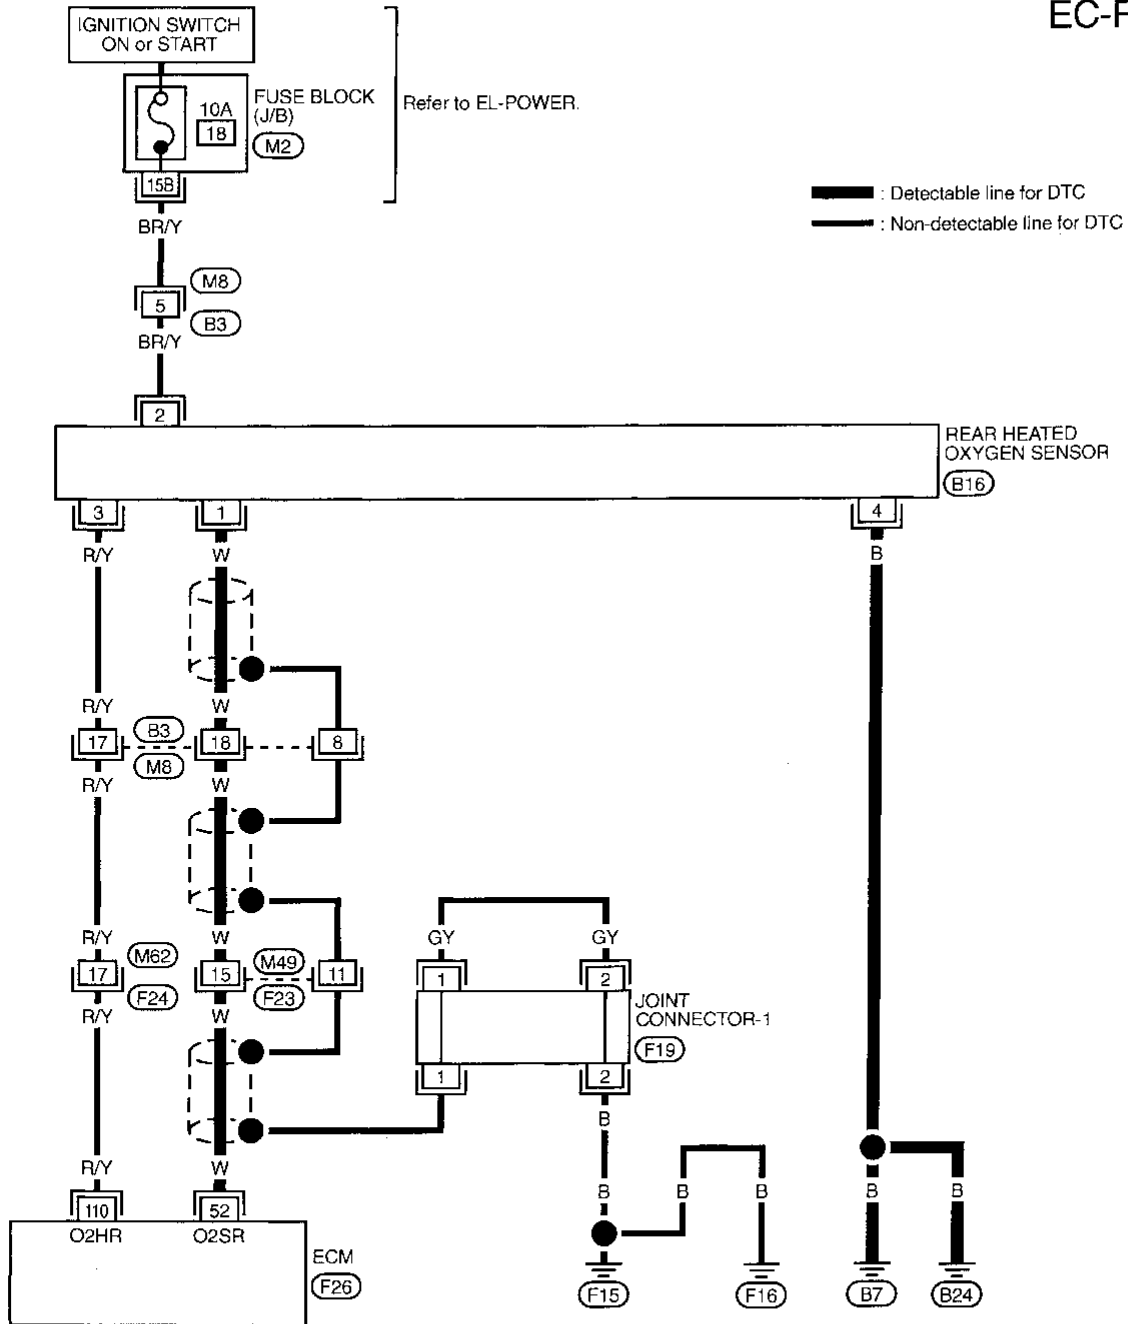 EC-F
IGNITION SWITCH
ON or START
FUSE BLOCK
(J/B)
10A
18
M2
Refer to EL-POWER.
15B
: Detectable line for DTC
: Non-detectable line for DTC
BR/Y
M8
5
B3
BR/Y
2
REAR HEATED
OXYGEN SENSOR
B16
3
1
4
R/Y
W
B
R/Y
W
B3
17
18
8
M8
R/Y
W
R/Y
W
GY
GY
M62
M49
17
15
11
1
2
F24
F23
JOINT
CONNECTOR-1
R/Y
W
F19
1
2
B
R/Y
W
B
B
B
B
B
110
52
O2HR
O2SR
ECM
F26
F15
F16
B7
B24